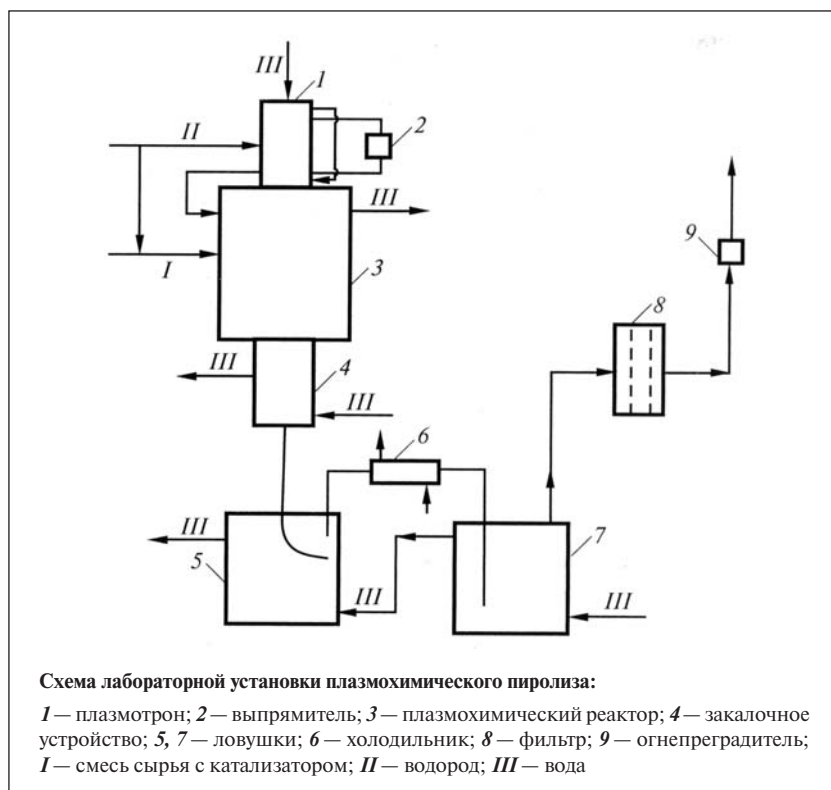 III
1
2
II
III
I
3
9
8
III
4
III
6
III
5
III
7
III
Схема лабораторной установки плазмохимического пиролиза:
1 — плазмотрон; 2 — выпрямитель; 3 — плазмохимический реактор; 4 — закалочное
устройство; 5, 7 — ловушки; 6 — холодильник; 8 — фильтр; 9 — огнепреградитель;
I — смесь сырья с катализатором; II — водород; III — вода